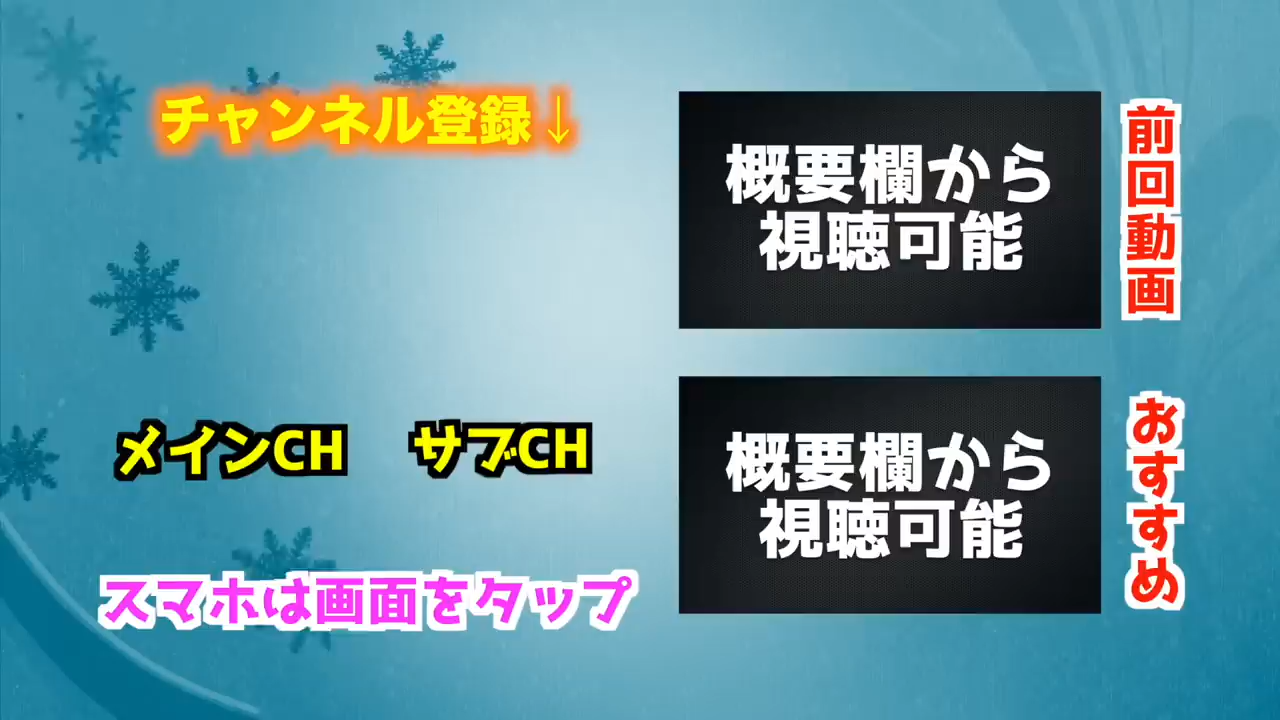 チャンネル登録↓
メインCH
サブCH
スマホは画面をタップ
概要欄から
視聴可能
前回動画
概要欄から
視聴可能
おすすめ